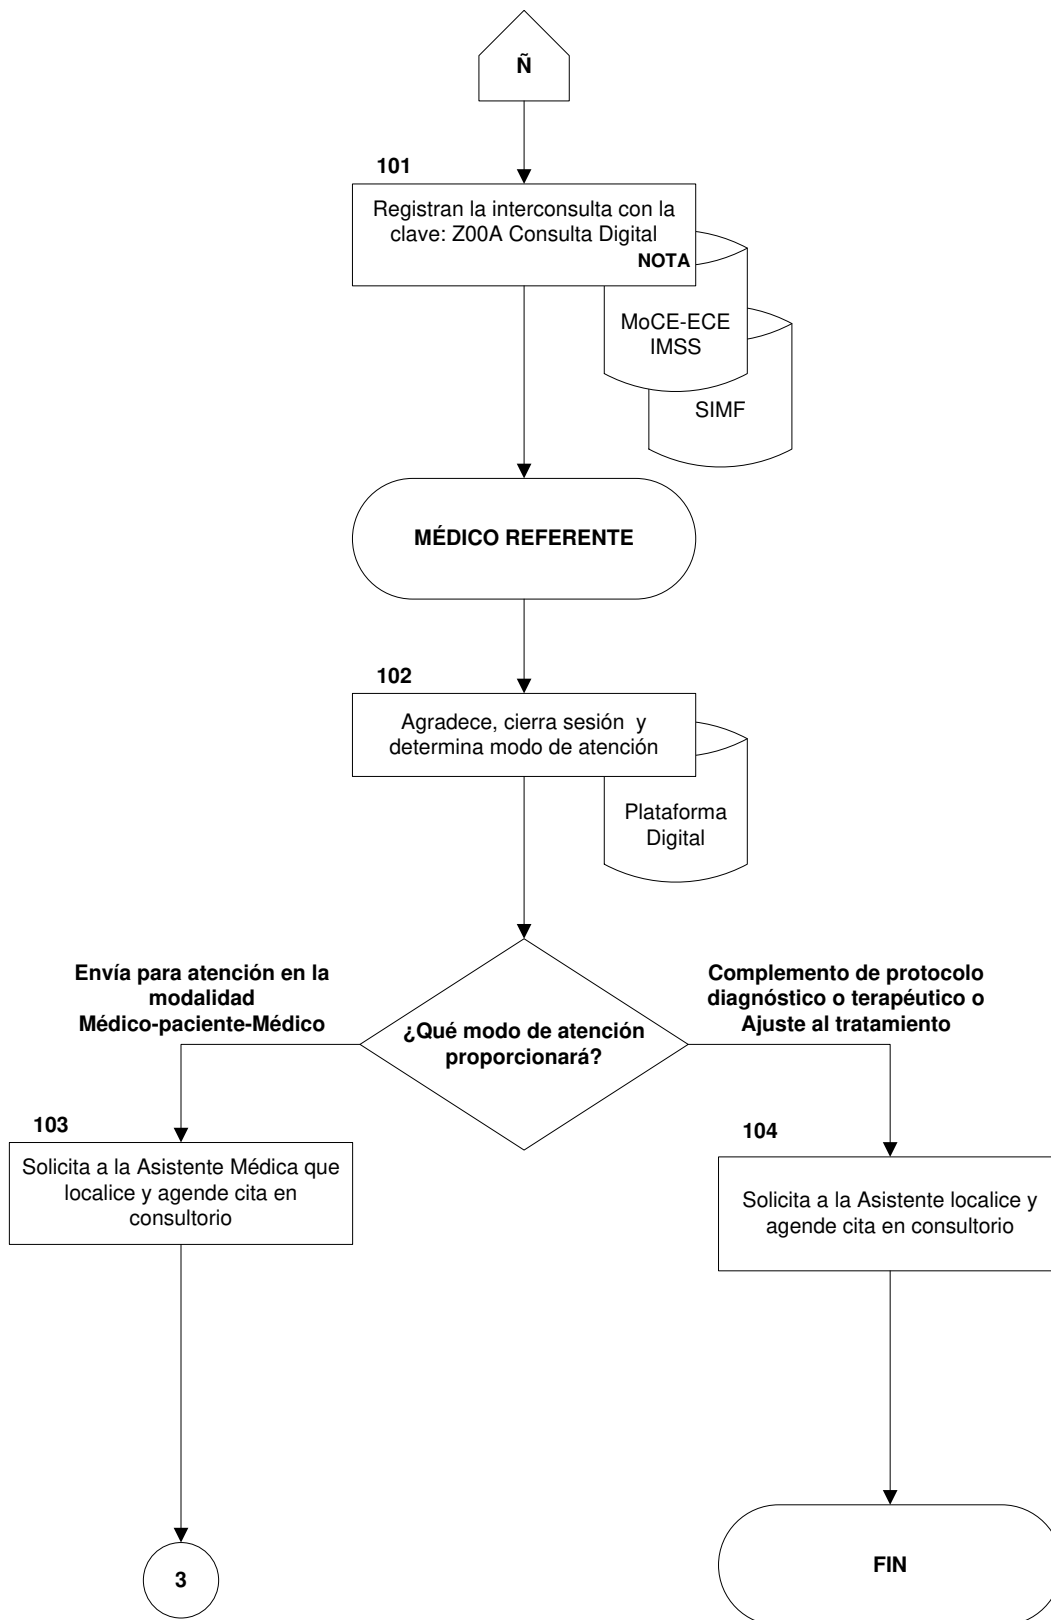 Ñ
101
Registran la interconsulta con la
clave: Z00A Consulta Digital
NOTA
MoCE-ECE
IMSS
SIMF
MÉDICO REFERENTE
102
Agradece, cierra sesión y
determina modo de atención
Plataforma
Digital
¿Qué modo de atención
proporcionará?
Envía para atención en la
modalidad
Médico-paciente-Médico
Complemento de protocolo
diagnóstico o terapéutico o
Ajuste al tratamiento
103
Solicita a la Asistente Médica que
localice y agende cita en
consultorio
104
Solicita a la Asistente localice y
agende cita en consultorio
3
FIN